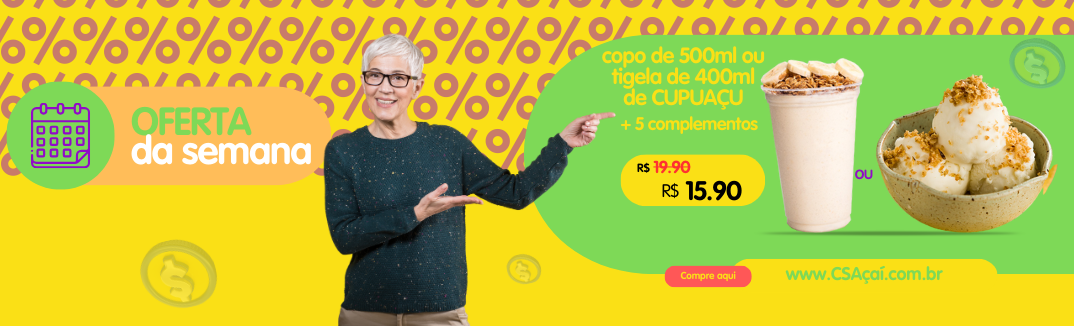 OFERTA
da semana
copo de 500ml ou
tigela de 400ml
de CUPUAÇU
+ 5 complementos
R$ 19.90
R$ 15.90
OU
Compre aqui
www.CSAçaí.com.br